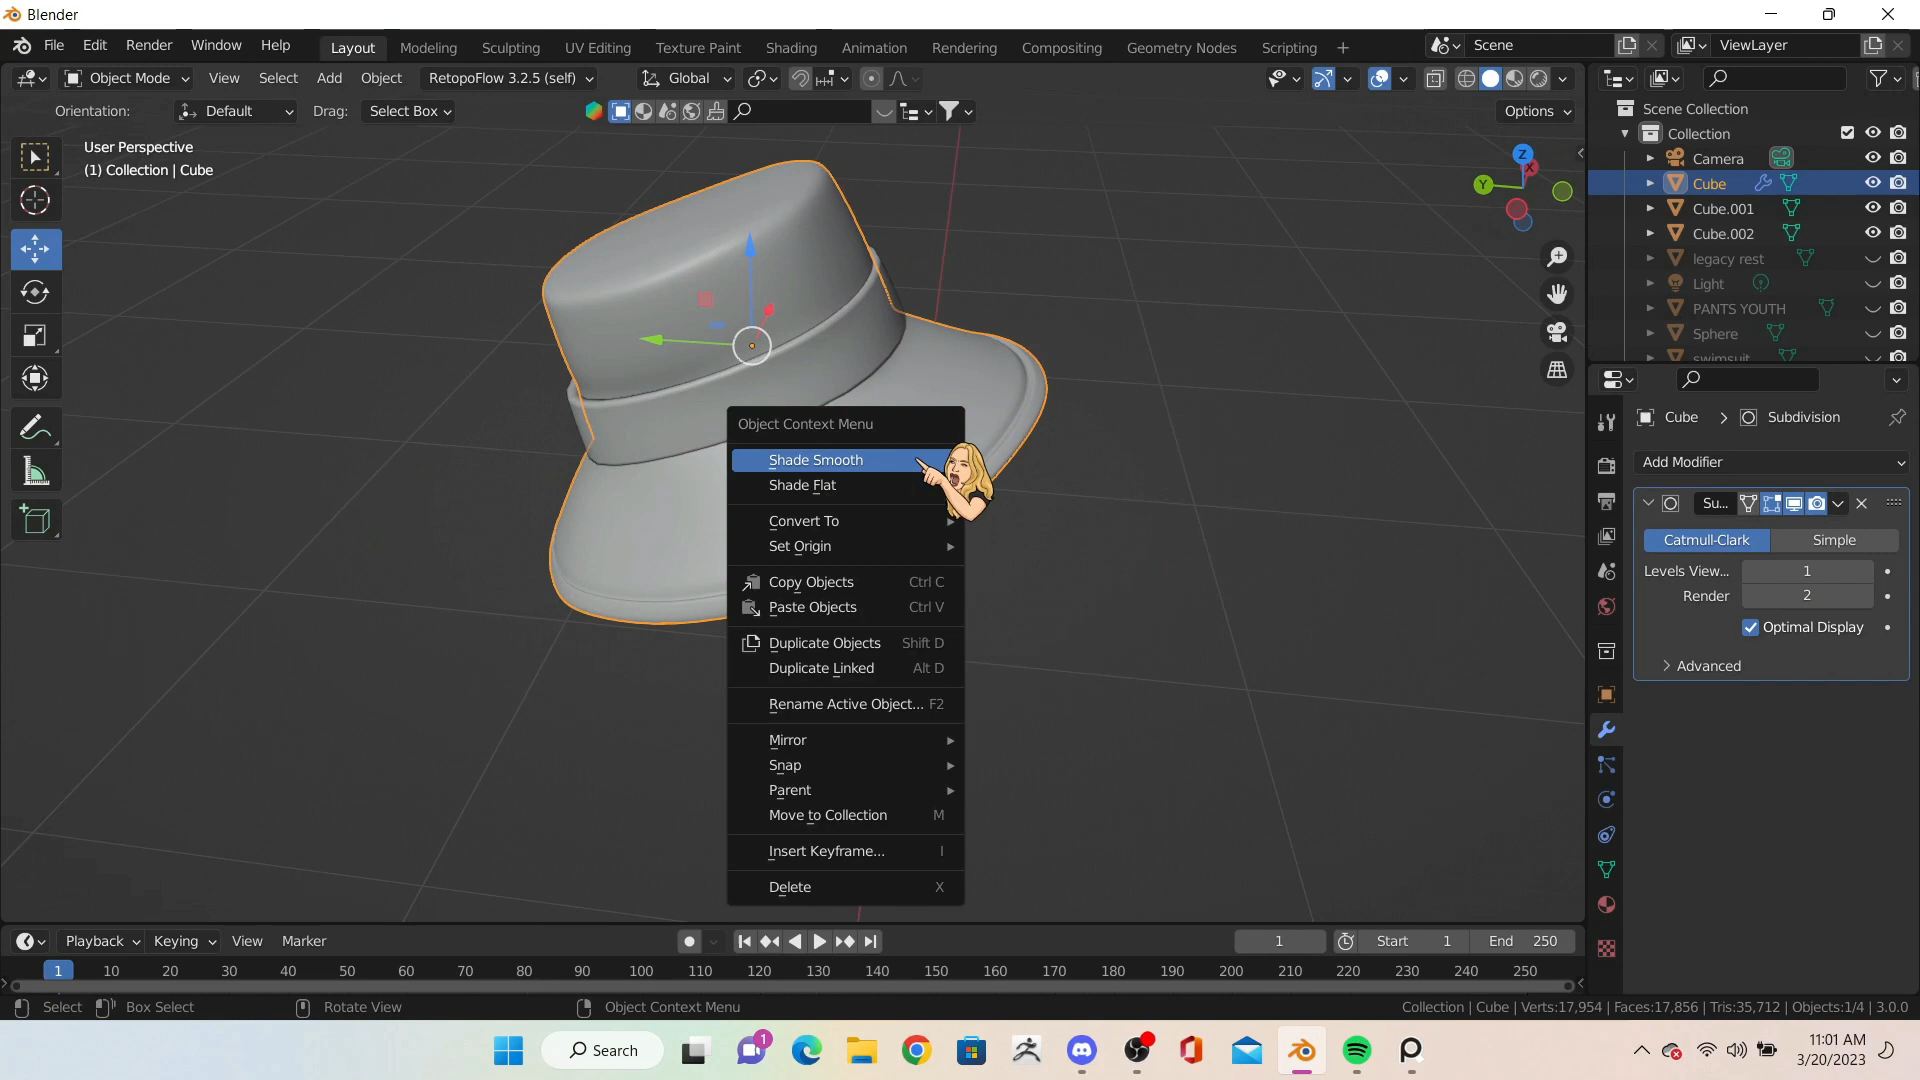 Blender
File Edit Render Window Help Layout Modeling Sculpting UV Editing Texture Paint Shading Animation Rendering Compositing Geometry Nodes Scripting + Scene ViewLayer
Object Mode View Select Add Object RetopoFlow 3.2.5 (self) Global
Orientation: Default Drag: Select Box Options
User Perspective
(1) Collection | Cube
Z
X
Y
Object Context Menu
Shade Smooth
Shade Flat
Convert To
Set Origin
Copy Objects Ctrl C
Paste Objects Ctrl V
Duplicate Objects Shift D
Duplicate Linked Alt D
Rename Active Object... F2
Mirror
Snap
Parent
Move to Collection M
Insert Keyframe... I
Delete X
Scene Collection
Collection
Camera
Cube
Cube.001
Cube.002
legacy rest
Light
PANTS YOUTH
Sphere
swimsuit
Cube > Subdivision
Add Modifier
Su...
Catmull-Clark Simple
Levels View... 1
Render 2
Optimal Display
Advanced
Playback Keying View Marker 1 Start 1 End 250
1 10 20 30 40 50 60 70 80 90 100 110 120 130 140 150 160 170 180 190 200 210 220 230 240 250
Select Box Select Rotate View Object Context Menu Collection | Cube | Verts:17,954 | Faces:17,856 | Tris:35,712 | Objects:1/4 | 3.0.0
Search 1 11:01 AM
3/20/2023